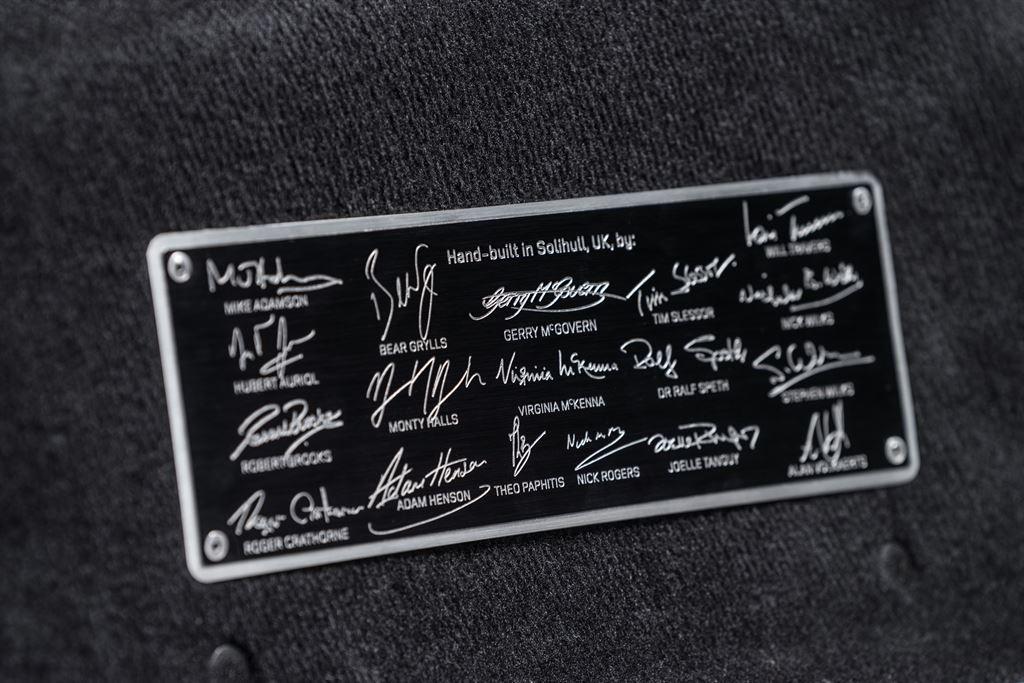 Hand-built in Solihull, UK, by:
MIKE ADAMSON
BEAR GRYLLS
GERRY McGOVERN
TIM SLESSOR
WILL TRAVERS
HUBERT AURIOL
MONTY HALLS
VIRGINIA McKENNA
DR RALF SPETH
NICK WILKS
ROBERT BROOKS
ADAM HENSON
THEO PAPHITIS
NICK ROGERS
JOELLE TANGUY
STEPHEN WILKS
ROGER CRATHORNE